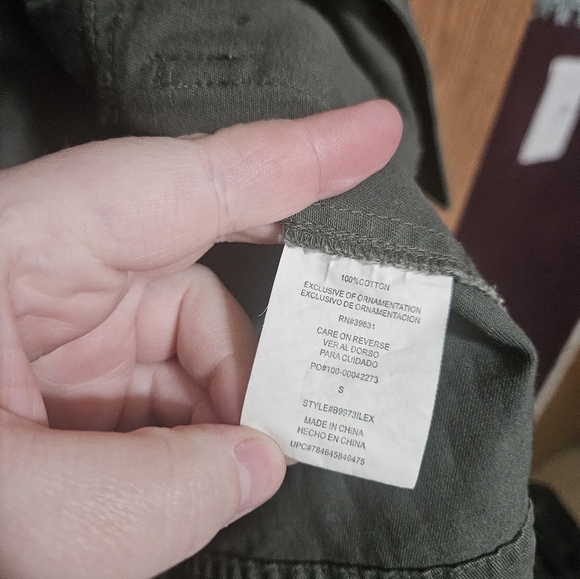 100%COTTON
EXCLUSIVE OF ORNAMENTATION
EXCLUSIVO DE ORNAMENTACION
RN#39831
CARE ON REVERSE
VER AL DORSO
PARA CUIDADO
PO#100-00042273
S
STYLE#B9973ILEX
MADE IN CHINA
HECHO EN CHINA